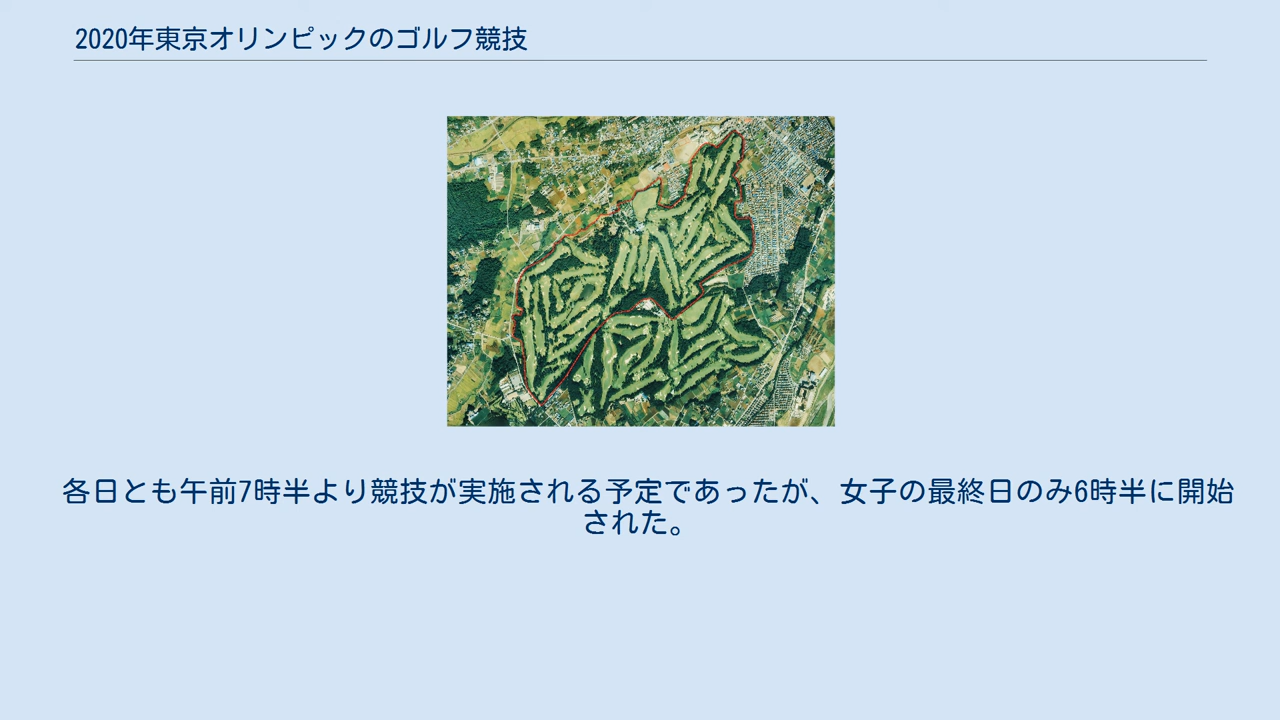 2020年東京オリンピックのゴルフ競技
各日とも午前7時半より競技が実施される予定であったが、女子の最終日のみ6時半に開始
された。